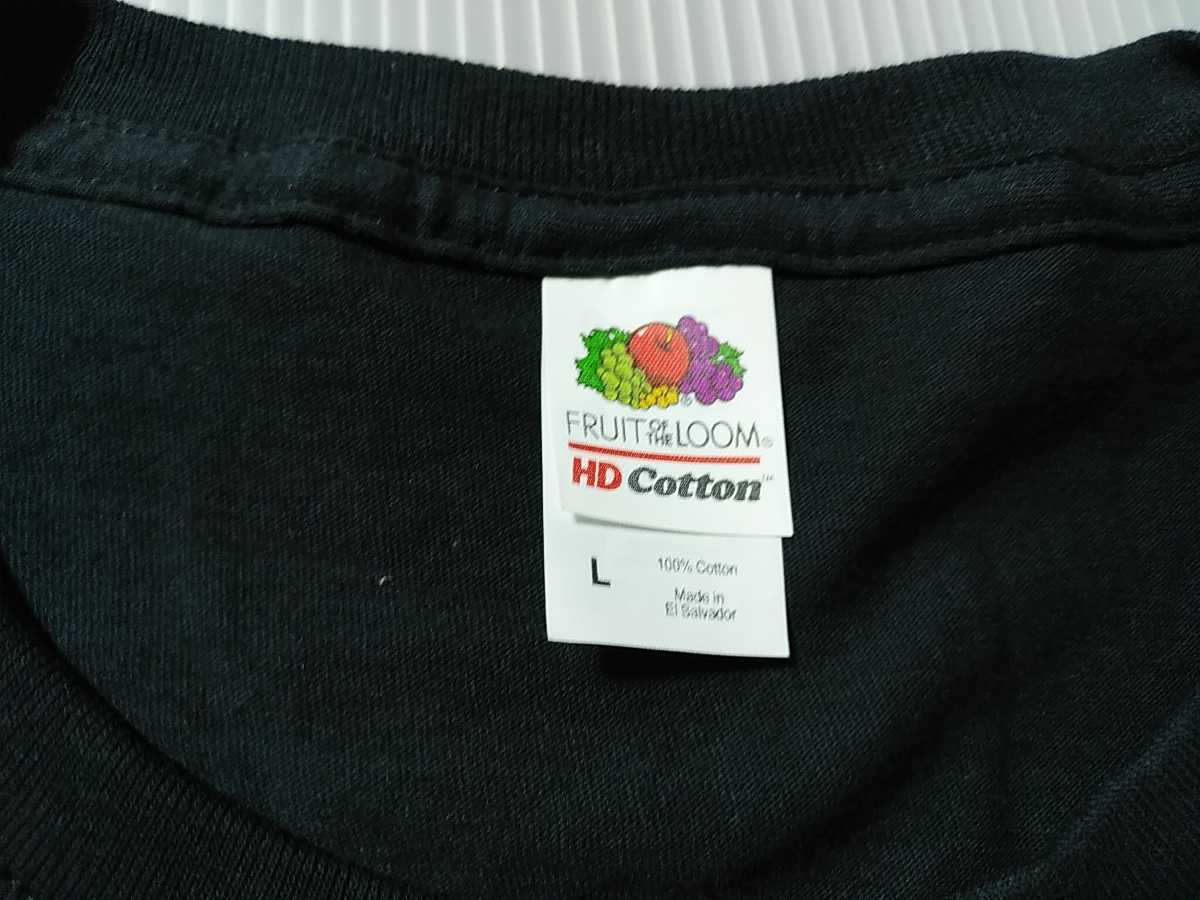 FRUIT OF THE LOOM®
HD Cotton™
L
100% Cotton
Made in
El Salvador